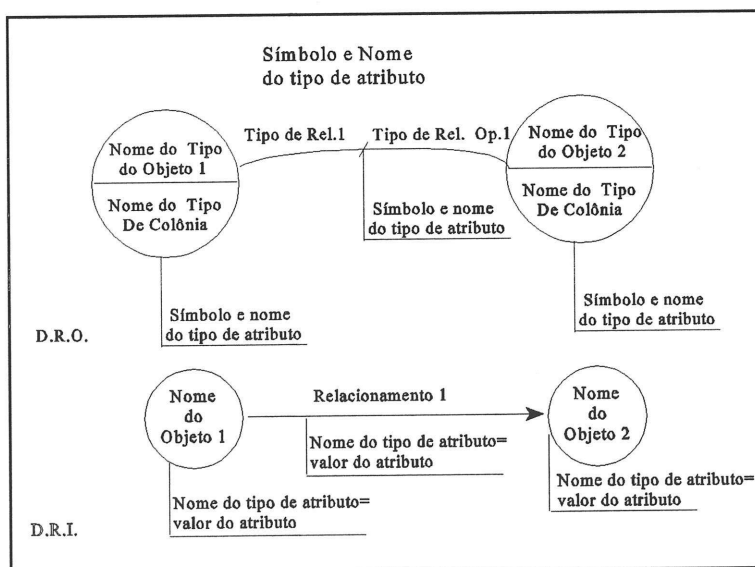 Símbolo e Nome
do tipo de atributo
Tipo de Rel.1
Tipo de Rel. Op.1
Nome do Tipo
do Objeto 1
Nome do Tipo
De Colônia
Nome do Tipo
do Objeto 2
Nome do Tipo
De Colônia
Símbolo e nome
do tipo de atributo
Símbolo e nome
do tipo de atributo
Símbolo e nome
do tipo de atributo
D.R.O.
Nome
do
Objeto 1
Relacionamento 1
Nome
do
Objeto 2
Nome do tipo de atributo=
valor do atributo
Nome do tipo de atributo=
valor do atributo
Nome do tipo de atributo=
valor do atributo
D.R.I.